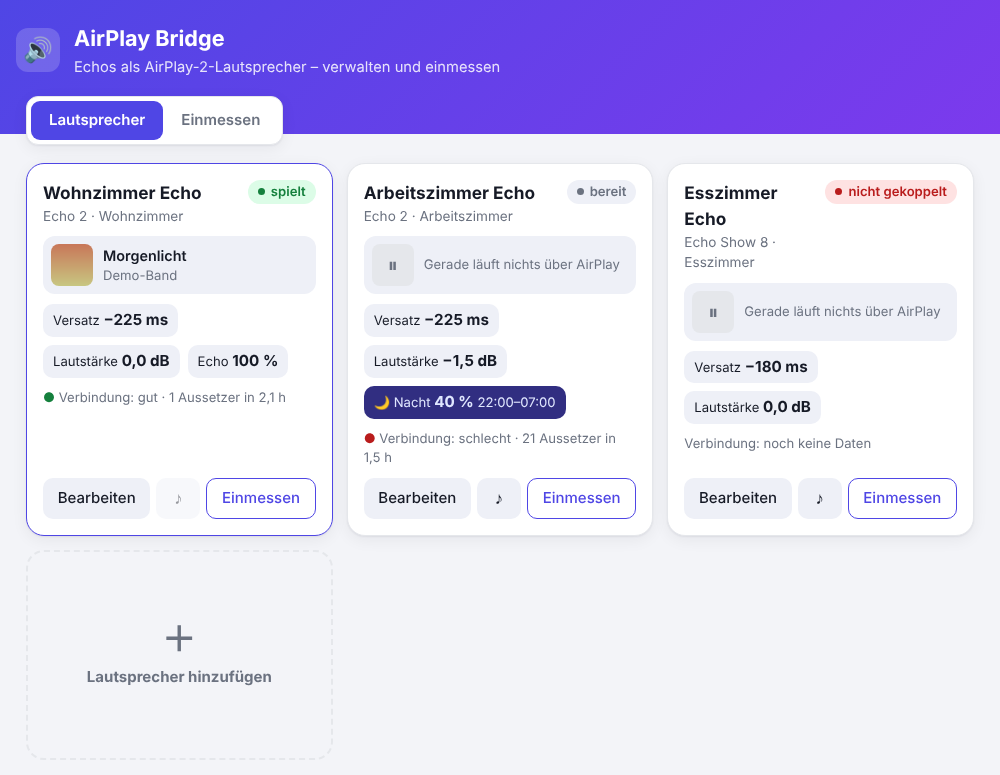 AirPlay Bridge
Echos als AirPlay-2-Lautsprecher – verwalten und einmessen
Lautsprecher
Einmessen
Wohnzimmer Echo
spielt
Echo 2 · Wohnzimmer
Morgenlicht
Demo-Band
Versatz −225 ms
Lautstärke 0,0 dB
Echo 100 %
Verbindung: gut · 1 Aussetzer in 2,1 h
Bearbeiten
♪
Einmessen
Arbeitszimmer Echo
bereit
Echo 2 · Arbeitszimmer
Gerade läuft nichts über AirPlay
Versatz −225 ms
Lautstärke −1,5 dB
🌙 Nacht 40 % 22:00–07:00
Verbindung: schlecht · 21 Aussetzer in
1,5 h
Bearbeiten
♪
Einmessen
Esszimmer
Echo
nicht gekoppelt
Echo Show 8 ·
Esszimmer
Gerade läuft nichts über AirPlay
Versatz −180 ms
Lautstärke 0,0 dB
Verbindung: noch keine Daten
Bearbeiten
♪
Einmessen
Lautsprecher hinzufügen